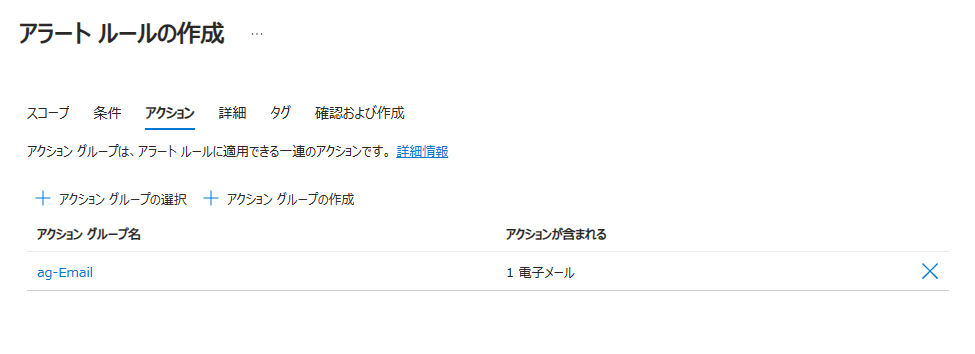 アラート ルールの作成 …
スコープ 条件 アクション 詳細 タグ 確認および作成
アクション グループは、アラート ルールに適用できる一連のアクションです。 詳細情報
＋ アクション グループの選択 ＋ アクション グループの作成
アクション グループ名 アクションが含まれる
ag-Email 1 電子メール